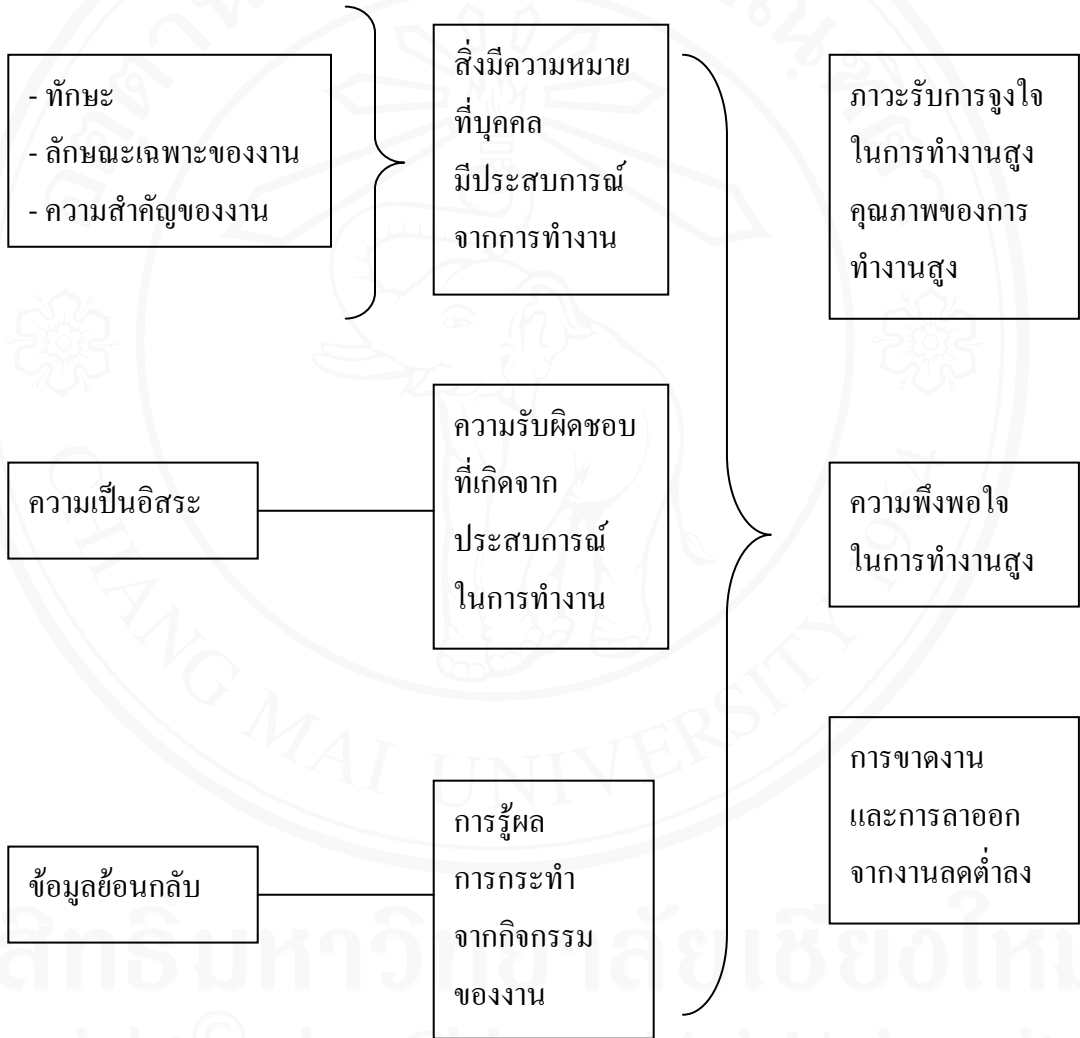 - ทักษะ
- ลักษณะเฉพาะของงาน
- ความสำคัญของงาน
สิ่งมีความหมาย
ที่บุคคล
มีประสบการณ์
จากการทำงาน
ภาวะรับการจูงใจ
ในการทำงานสูง
คุณภาพของการ
ทำงานสูง
ความเป็นอิสระ
ความรับผิดชอบ
ที่เกิดจาก
ประสบการณ์
ในการทำงาน
ความพึงพอใจ
ในการทำงานสูง
ข้อมูลย้อนกลับ
การรู้ผล
การกระทำ
จากกิจกรรม
ของงาน
การขาดงาน
และการลาออก
จากงานลดต่ำลง
CHIANG MAI UNIVERSITY